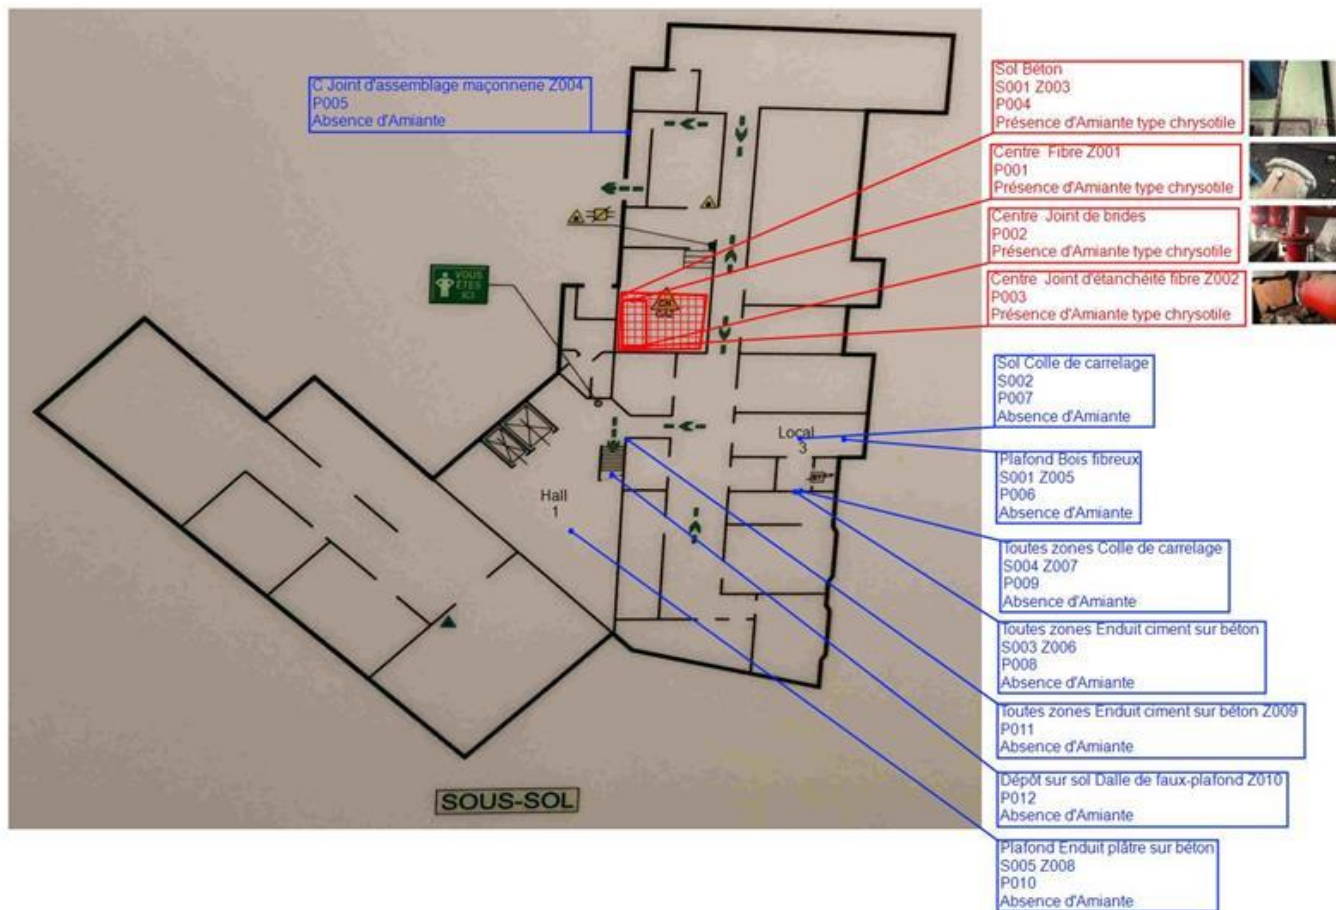 C Joint d'assemblage maçonnerie Z004
P005
Absence d'Amiante
Sol Béton
S001 Z003
P004
Présence d'Amiante type chrysotile
Centre Fibre Z001
P001
Présence d'Amiante type chrysotile
Centre Joint de brides
P002
Présence d'Amiante type chrysotile
Centre Joint d'étanchéité fibre Z002
P003
Présence d'Amiante type chrysotile
VOUS
ÊTES
ICI
Sol Colle de carrelage
S002
P007
Absence d'Amiante
Local
3
Plafond Bois fibreux
S001 Z005
P006
Absence d'Amiante
Hall
1
Toutes zones Colle de carrelage
S004 Z007
P009
Absence d'Amiante
Toutes zones Enduit ciment sur béton
S003 Z006
P008
Absence d'Amiante
Toutes zones Enduit ciment sur béton Z009
P011
Absence d'Amiante
Dépôt sur sol Dalle de faux-plafond Z010
P012
Absence d'Amiante
SOUS-SOL
Plafond Enduit plâtre sur béton
S005 Z008
P010
Absence d'Amiante